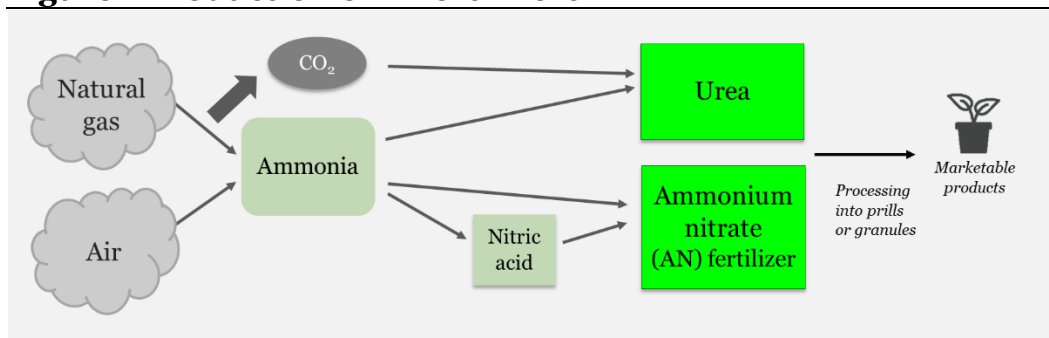 Natural
gas
CO₂
Air
Ammonia
Nitric
acid
Urea
Ammonium
nitrate
(AN) fertilizer
Processing
into prills
or granules
Marketable
products